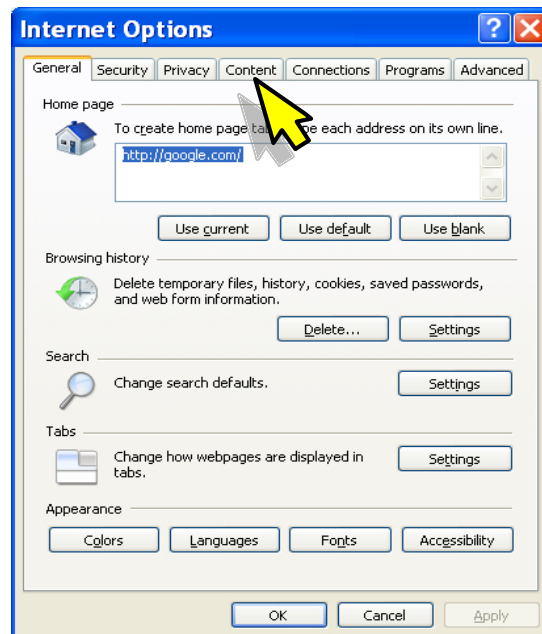 Internet Options
General Security Privacy Content Connections Programs Advanced
Home page
To create home page tab each address on its own line.
http://google.com/
Use current Use default Use blank
Browsing history
Delete temporary files, history, cookies, saved passwords,
and web form information.
Delete... Settings
Search
Change search defaults.
Settings
Tabs
Change how webpages are displayed in
tabs.
Settings
Appearance
Colors Languages Fonts Accessibility
OK Cancel Apply